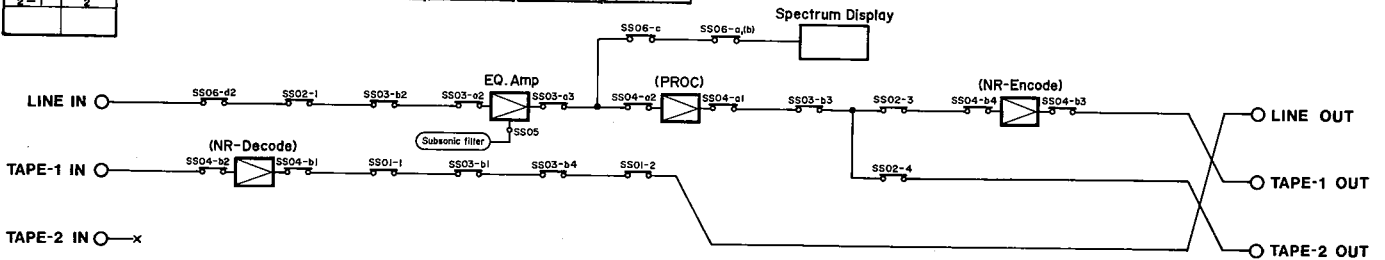 2-1 2
Spectrum Display
SS06-c SS06-a,(b)
EQ. Amp (PROC) (NR-Encode)
LINE IN SS06-d2 SS02-1 SS03-b2 SS03-a2 SS03-a3 SS04-a2 SS04-a1 SS03-b3 SS02-3 SS04-b4 SS04-b3 LINE OUT
Subsonic filter SS05
(NR-Decode)
TAPE-1 IN SS04-b2 SS04-b1 SS01-1 SS03-b1 SS03-b4 SS01-2 SS02-4 TAPE-1 OUT
TAPE-2 IN x TAPE-2 OUT